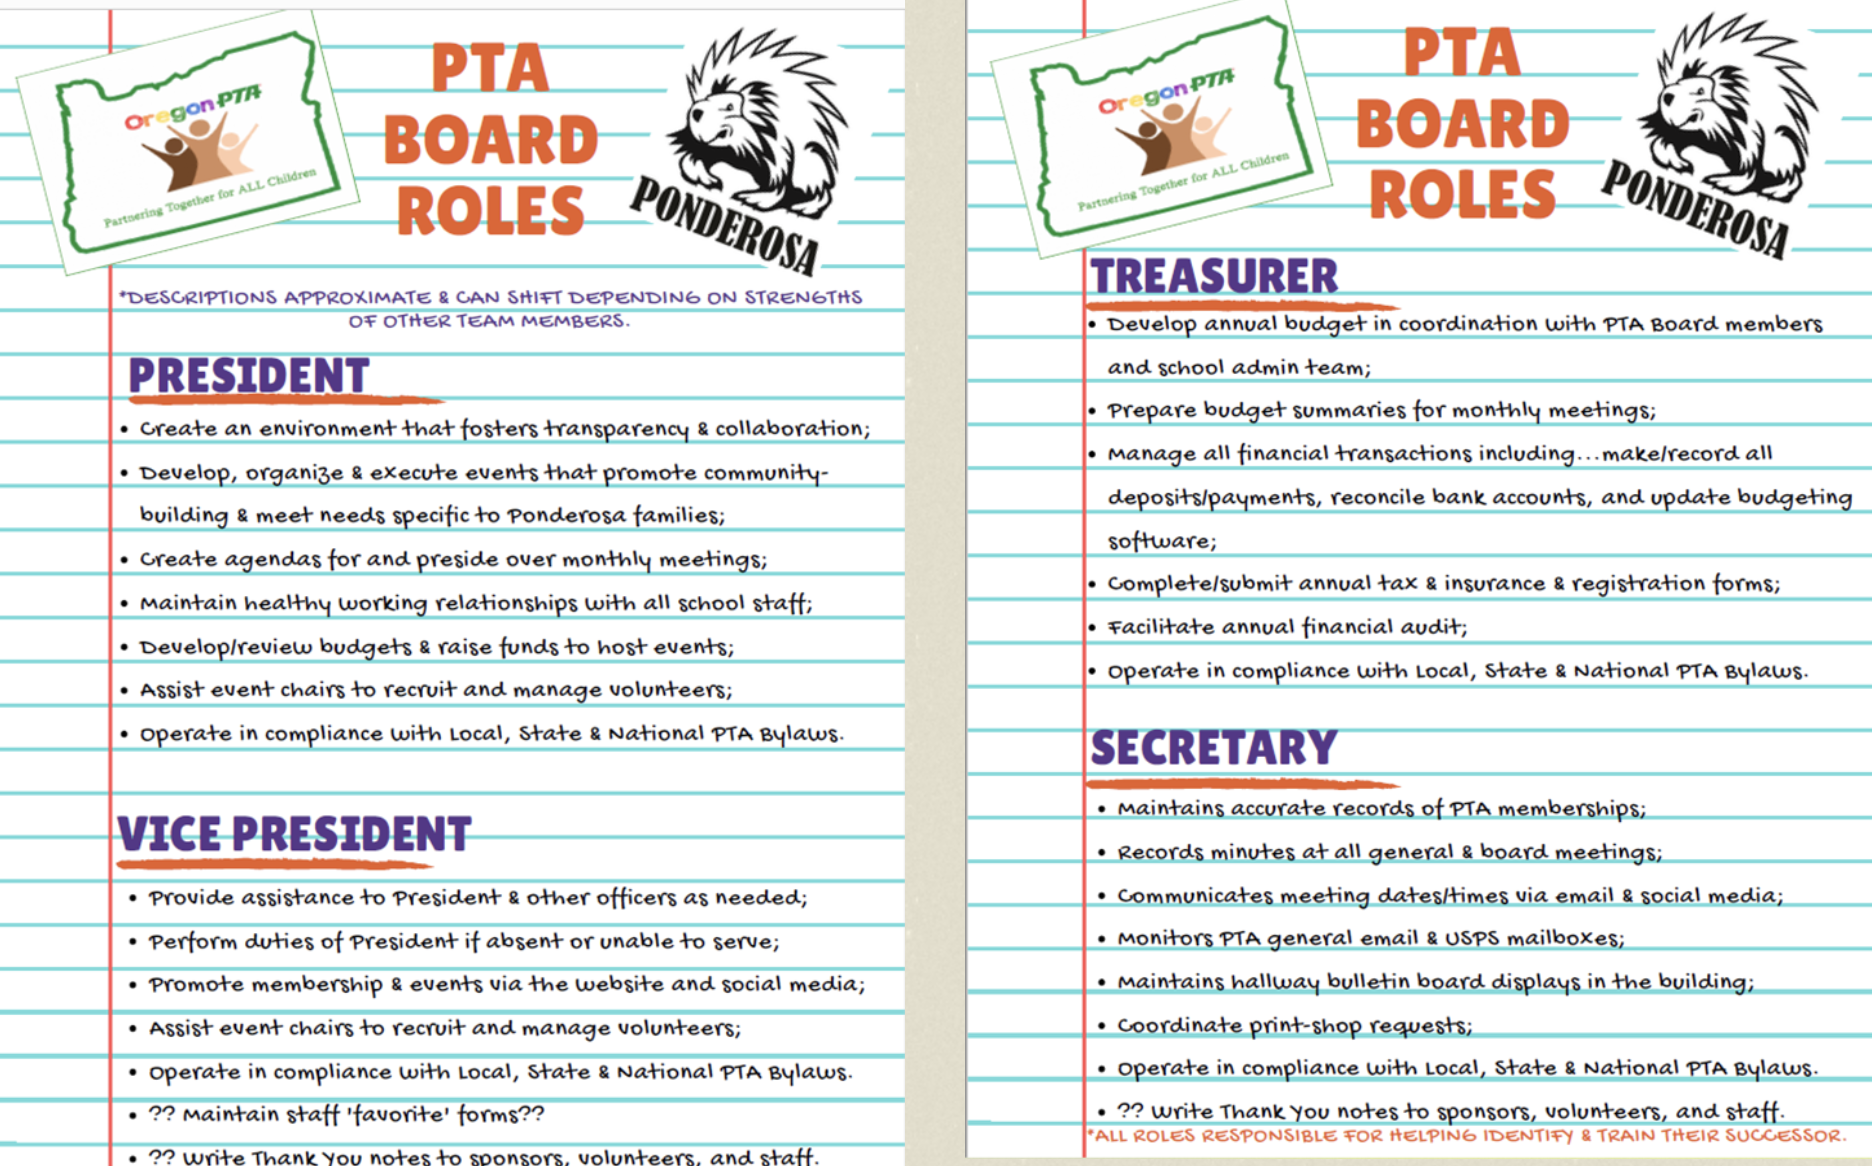 Oregon PTA
Partnering Together for ALL Children
PTA
BOARD
ROLES
PONDEROSA
*DESCRIPTIONS APPROXIMATE & CAN SHIFT DEPENDING ON STRENGTHS
OF OTHER TEAM MEMBERS.
PRESIDENT
• Create an environment that fosters transparency & collaboration;
• Develop, organize & execute events that promote community-
building & meet needs specific to Ponderosa families;
• Create agendas for and preside over monthly meetings;
• Maintain healthy working relationships with all school staff;
• Develop/review budgets & raise funds to host events;
• Assist event chairs to recruit and manage volunteers;
• Operate in compliance with Local, State & National PTA Bylaws.
VICE PRESIDENT
• Provide assistance to President & other officers as needed;
• Perform duties of President if absent or unable to serve;
• Promote membership & events via the website and social media;
• Assist event chairs to recruit and manage volunteers;
• Operate in compliance with Local, State & National PTA Bylaws.
• ?? Maintain staff 'favorite' forms??
• ?? Write Thank You notes to sponsors, volunteers, and staff.
Oregon PTA
Partnering Together for ALL Children
PTA
BOARD
ROLES
PONDEROSA
TREASURER
• Develop annual budget in coordination with PTA Board members
and school admin team;
• Prepare budget summaries for monthly meetings;
• Manage all financial transactions including...make/record all
deposits/payments, reconcile bank accounts, and update budgeting
software;
• Complete/submit annual tax & insurance & registration forms;
• Facilitate annual financial audit;
• Operate in compliance with Local, State & National PTA Bylaws.
SECRETARY
• Maintains accurate records of PTA memberships;
• Records minutes at all general & board meetings;
• Communicates meeting dates/times via email & social media;
• Monitors PTA general email & USPS mailboxes;
• Maintains hallway bulletin board displays in the building;
• Coordinate print-shop requests;
• Operate in compliance with Local, State & National PTA Bylaws.
• ?? Write Thank You notes to sponsors, volunteers, and staff.
*ALL ROLES RESPONSIBLE FOR HELPING IDENTIFY & TRAIN THEIR SUCCESSOR.